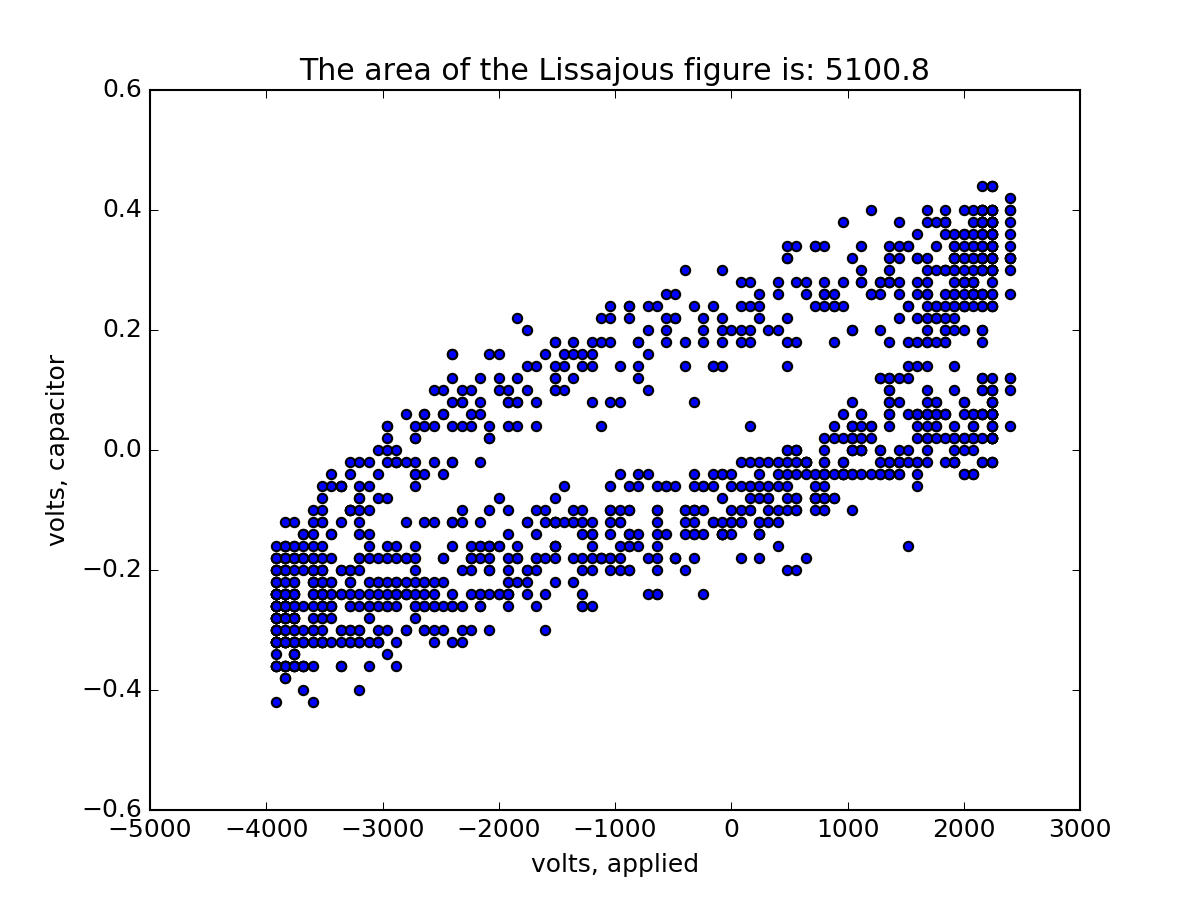 The area of the Lissajous figure is: 5100.8
0.6
0.4
0.2
0.0
−0.2
−0.4
−0.6
volts, capacitor
−5000 −4000 −3000 −2000 −1000 0 1000 2000 3000
volts, applied